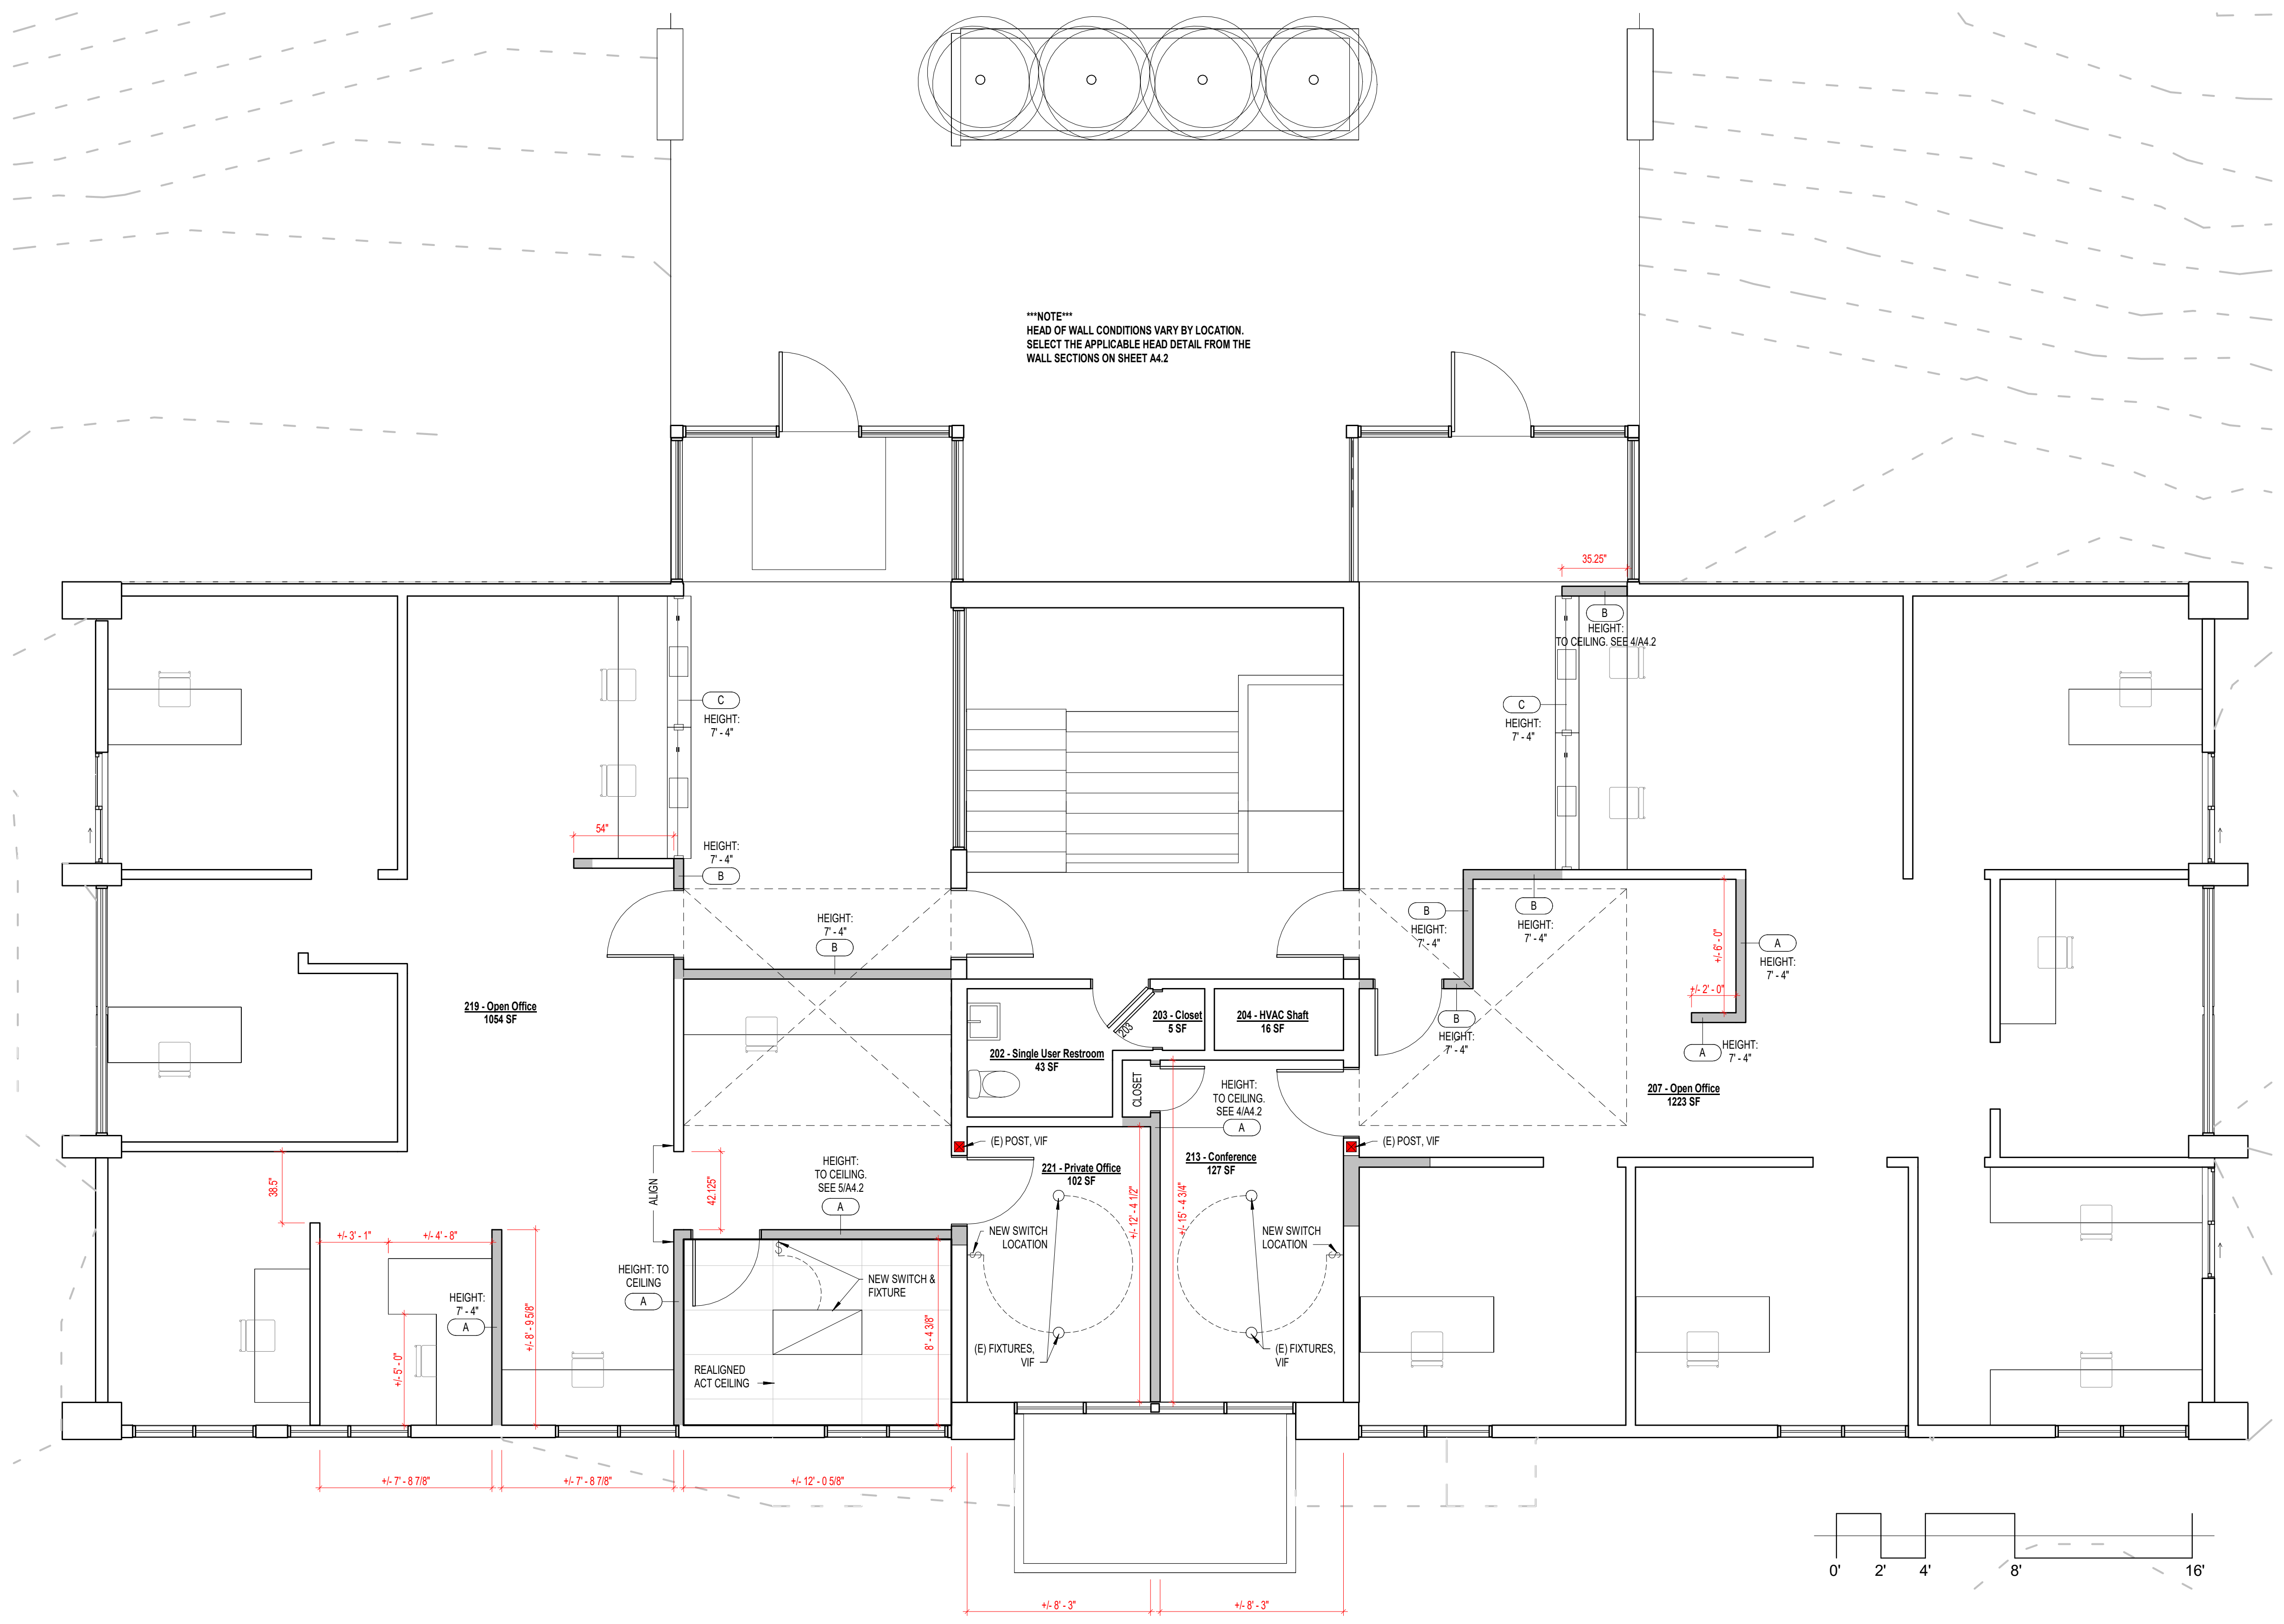 ***NOTE***
HEAD OF WALL CONDITIONS VARY BY LOCATION.
SELECT THE APPLICABLE HEAD DETAIL FROM THE
WALL SECTIONS ON SHEET A4.2
35.25"
B
HEIGHT:
TO CEILING. SEE 4/A4.2
C
HEIGHT:
7' - 4"
C
HEIGHT:
7' - 4"
54"
HEIGHT:
7' - 4"
B
HEIGHT:
7' - 4"
B
B
HEIGHT:
7' - 4"
B
HEIGHT:
7' - 4"
+/- 6' - 0"
A
HEIGHT:
7' - 4"
+/- 2' - 0"
B
HEIGHT:
7' - 4"
A
HEIGHT:
7' - 4"
219 - Open Office
1054 SF
203
203 - Closet
5 SF
204 - HVAC Shaft
16 SF
202 - Single User Restroom
43 SF
CLOSET
HEIGHT:
TO CEILING.
SEE 4/A4.2
A
207 - Open Office
1223 SF
(E) POST, VIF
(E) POST, VIF
221 - Private Office
102 SF
213 - Conference
127 SF
HEIGHT:
TO CEILING.
SEE 5/A4.2
A
38.5"
ALIGN
42.125"
+/- 12' - 4 1/2"
+/- 15' - 4 3/4"
+/- 3' - 1"
+/- 4' - 8"
$
NEW SWITCH
LOCATION
$
NEW SWITCH
LOCATION
$
HEIGHT: TO
CEILING
A
NEW SWITCH &
FIXTURE
HEIGHT:
7' - 4"
A
+/- 8' - 9 5/8"
8' - 4 3/8"
+/- 5' - 0"
(E) FIXTURES,
VIF
(E) FIXTURES,
VIF
REALIGNED
ACT CEILING
+/- 7' - 8 7/8"
+/- 7' - 8 7/8"
+/- 12' - 0 5/8"
+/- 8' - 3"
+/- 8' - 3"
0' 2' 4' 8' 16'